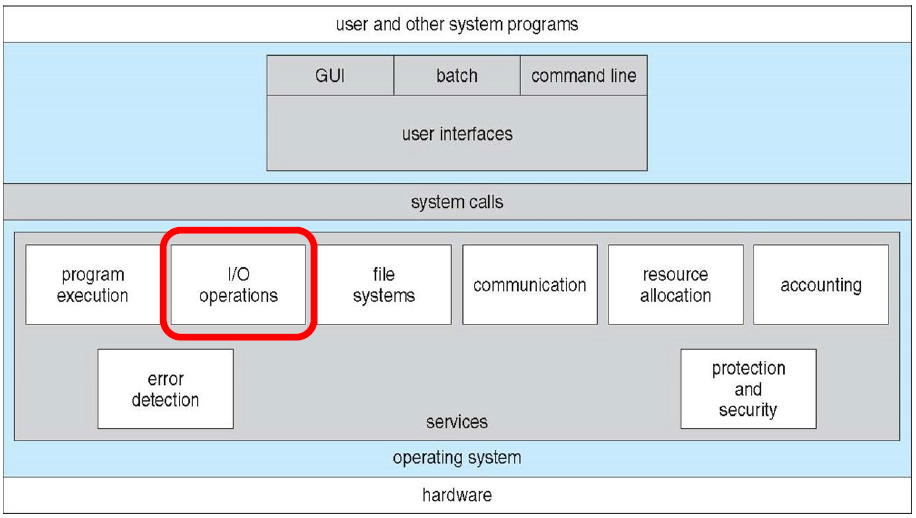 user and other system programs
GUI
batch
command line
user interfaces
system calls
program
execution
I/O
operations
file
systems
communication
resource
allocation
accounting
error
detection
protection
and
security
services
operating system
hardware